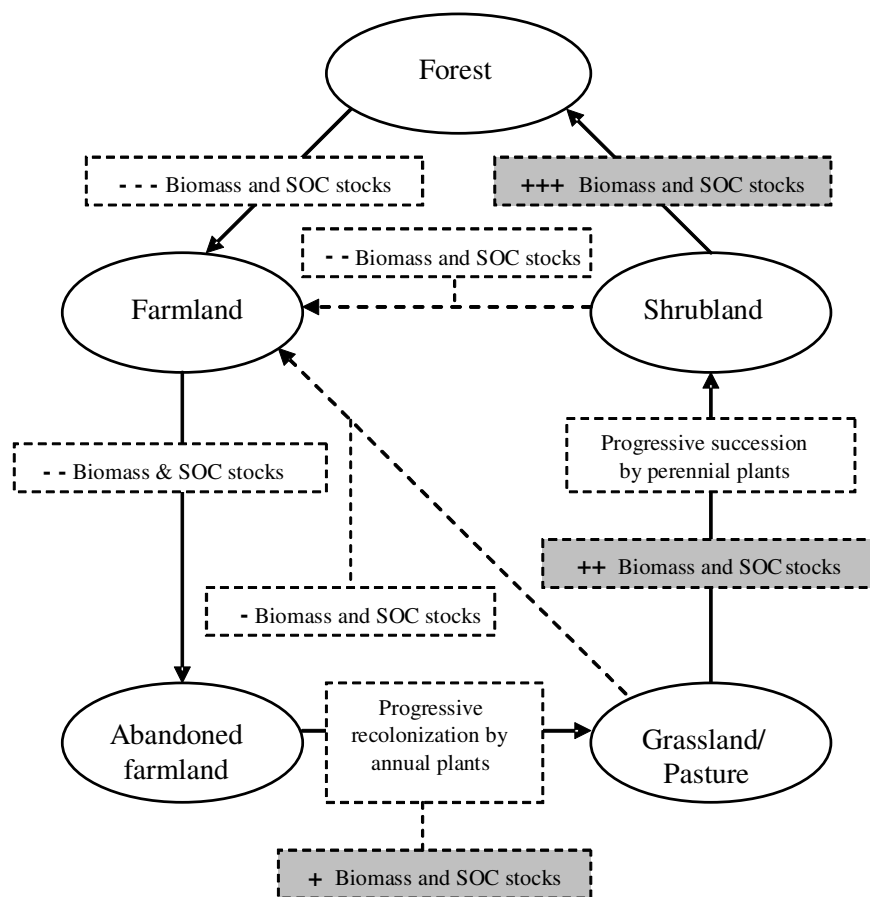 Forest
- - - Biomass and SOC stocks
+++ Biomass and SOC stocks
- - Biomass and SOC stocks
Farmland
Shrubland
- - Biomass & SOC stocks
Progressive succession
by perennial plants
++ Biomass and SOC stocks
- Biomass and SOC stocks
Abandoned
farmland
Progressive
recolonization by
annual plants
Grassland/
Pasture
+ Biomass and SOC stocks